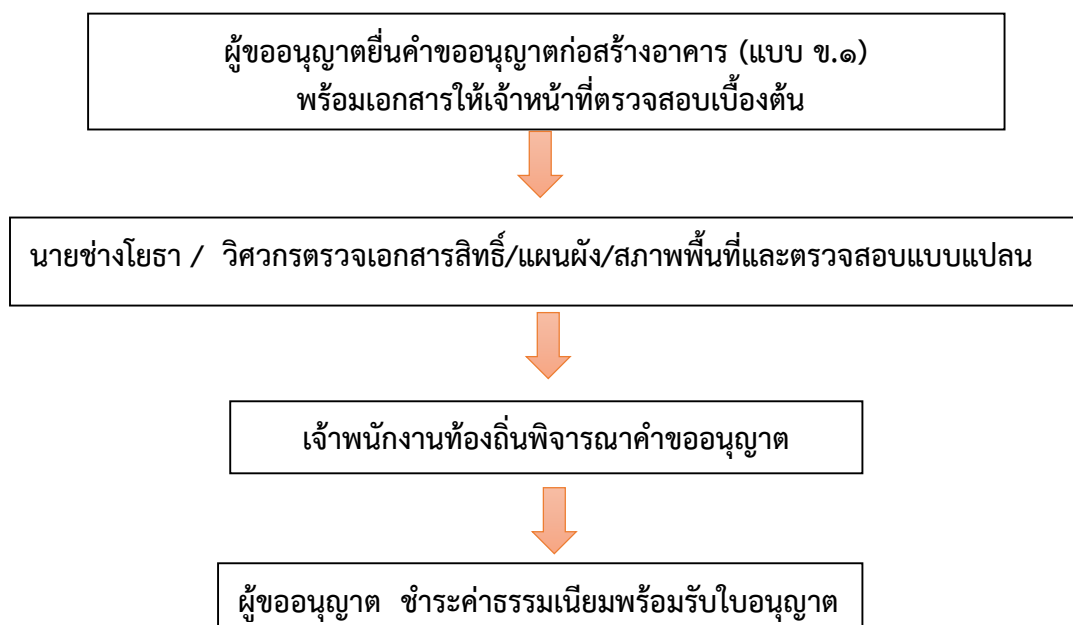 ผู้ขออนุญาตยื่นคำขออนุญาตก่อสร้างอาคาร (แบบ ข.๑)
พร้อมเอกสารให้เจ้าหน้าที่ตรวจสอบเบื้องต้น
นายช่างโยธา / วิศวกรตรวจเอกสารสิทธิ์/แผนผัง/สภาพพื้นที่และตรวจสอบแบบแปลน
เจ้าพนักงานท้องถิ่นพิจารณาคำขออนุญาต
ผู้ขออนุญาต ชำระค่าธรรมเนียมพร้อมรับใบอนุญาต